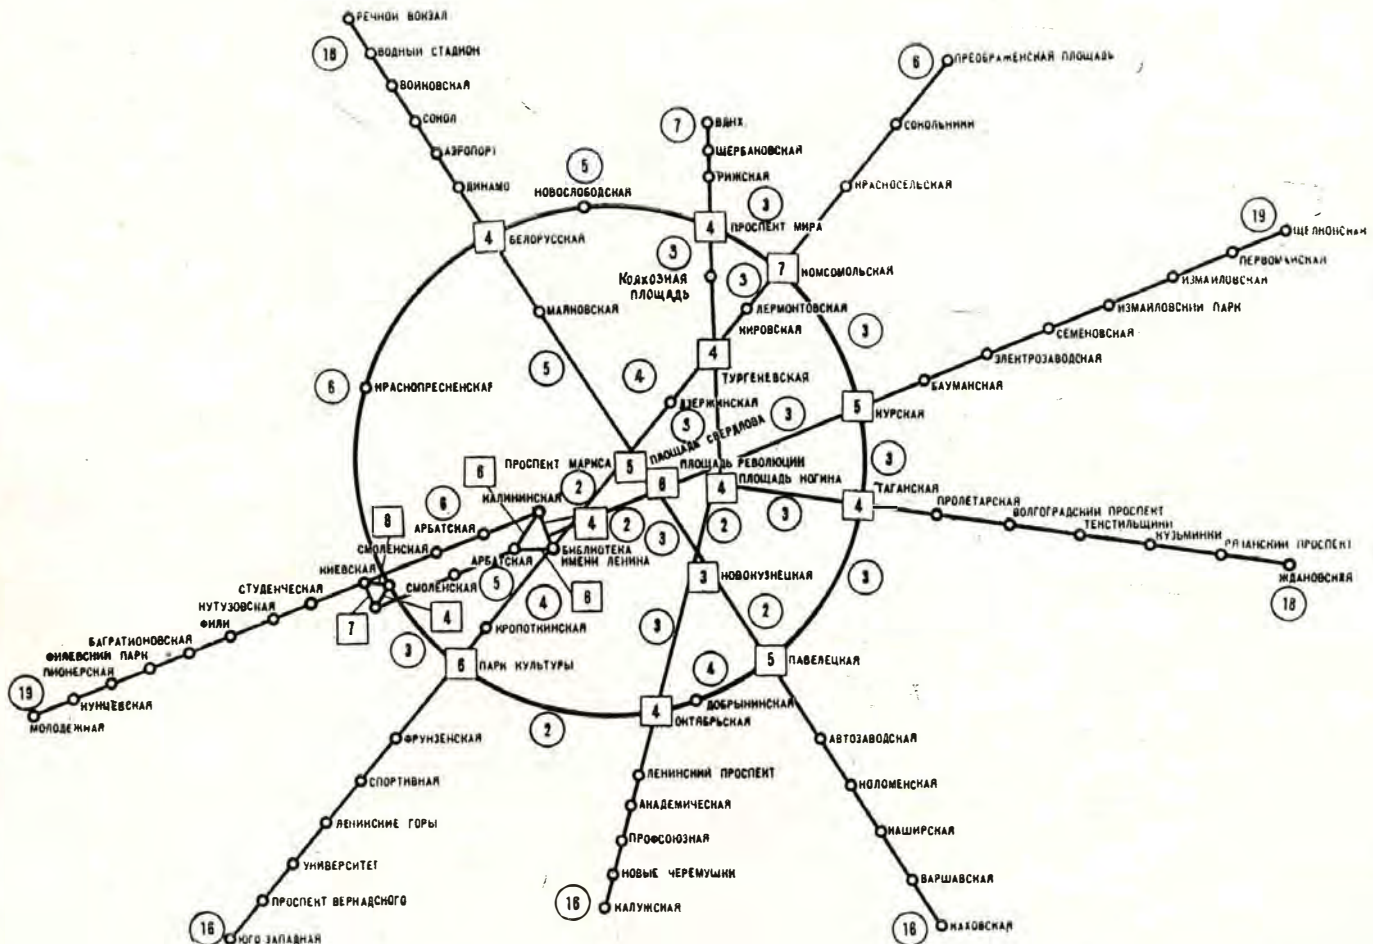 РЕЧНОЙ ВОКЗАЛ
18
ВОДНЫЙ СТАДИОН
ВОЙКОВСКАЯ
СОКОЛ
АЭРОПОРТ
ДИНАМО
4
БЕЛОРУССКАЯ
5
НОВОСЛОБОДСКАЯ
7
ВДНХ
ЩЕРБАКОВСКАЯ
РИЖСКАЯ
3
4
ПРОСПЕКТ МИРА
6
ПРЕОБРАЖЕНСКАЯ ПЛОЩАДЬ
СОКОЛЬНИКИ
КРАСНОСЕЛЬСКАЯ
7
КОМСОМОЛЬСКАЯ
3
КОЛХОЗНАЯ
ПЛОЩАДЬ
3
ЛЕРМОНТОВСКАЯ
КИРОВСКАЯ
19
ЩЕЛКОВСКАЯ
ПЕРВОМАЙСКАЯ
ИЗМАЙЛОВСКАЯ
ИЗМАЙЛОВСКИЙ ПАРК
СЕМЕНОВСКАЯ
ЭЛЕКТРОЗАВОДСКАЯ
БАУМАНСКАЯ
3
5
КУРСКАЯ
МАЯКОВСКАЯ
5
6
КРАСНОПРЕСНЕНСКАЯ
4
ТУРГЕНЕВСКАЯ
4
ДЗЕРЖИНСКАЯ
3
3
ПЛОЩАДЬ СВЕРДЛОВА
ПРОСПЕКТ МАРКСА
5
ПЛОЩАДЬ РЕВОЛЮЦИИ
6
4
ПЛОЩАДЬ НОГИНА
3
3
ТАГАНСКАЯ
4
ПРОЛЕТАРСКАЯ
ВОЛГОГРАДСКИЙ ПРОСПЕКТ
ТЕКСТИЛЬЩИКИ
КУЗЬМИНКИ
РЯЗАНСКИЙ ПРОСПЕКТ
ЖДАНОВСКАЯ
18
6
КАЛИНИНСКАЯ
2
4
2
3
2
6
АРБАТСКАЯ
8
СМОЛЕНСКАЯ
АРБАТСКАЯ
БИБЛИОТЕКА
ИМЕНИ ЛЕНИНА
КИЕВСКАЯ
СМОЛЕНСКАЯ
5
4
6
7
4
СТУДЕНЧЕСКАЯ
КУТУЗОВСКАЯ
ФИЛИ
БАГРАТИОНОВСКАЯ
ФИЛЕВСКИЙ ПАРК
ПИОНЕРСКАЯ
КУНЦЕВСКАЯ
19
МОЛОДЕЖНАЯ
3
НОВОКУЗНЕЦКАЯ
3
2
3
КРОПОТКИНСКАЯ
3
6
ПАРК КУЛЬТУРЫ
5
ПАВЕЛЕЦКАЯ
4
ДОБРЫНИНСКАЯ
2
4
ОКТЯБРЬСКАЯ
ФРУНЗЕНСКАЯ
СПОРТИВНАЯ
ЛЕНИНСКИЕ ГОРЫ
УНИВЕРСИТЕТ
ПРОСПЕКТ ВЕРНАДСКОГО
16
ЮГО ЗАПАДНАЯ
ЛЕНИНСКИЙ ПРОСПЕКТ
АКАДЕМИЧЕСКАЯ
ПРОФСОЮЗНАЯ
НОВЫЕ ЧЕРЕМУШКИ
16
КАЛУЖСКАЯ
АВТОЗАВОДСКАЯ
КОЛОМЕНСКАЯ
КАШИРСКАЯ
ВАРШАВСКАЯ
16
КАХОВСКАЯ